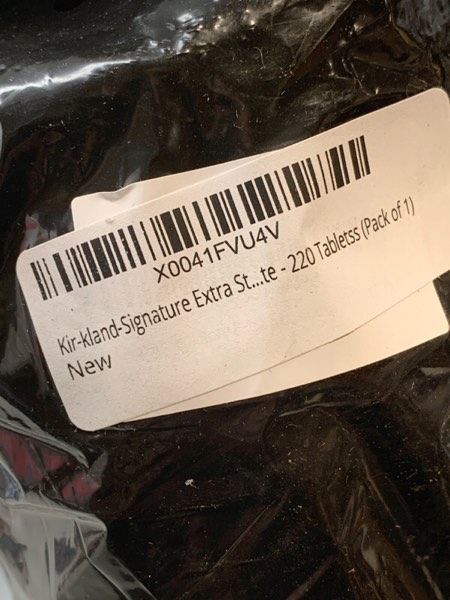 X0041FVU4V
Kir-kland-Signature Extra St...te - 220 Tabletss (Pack of 1)
New